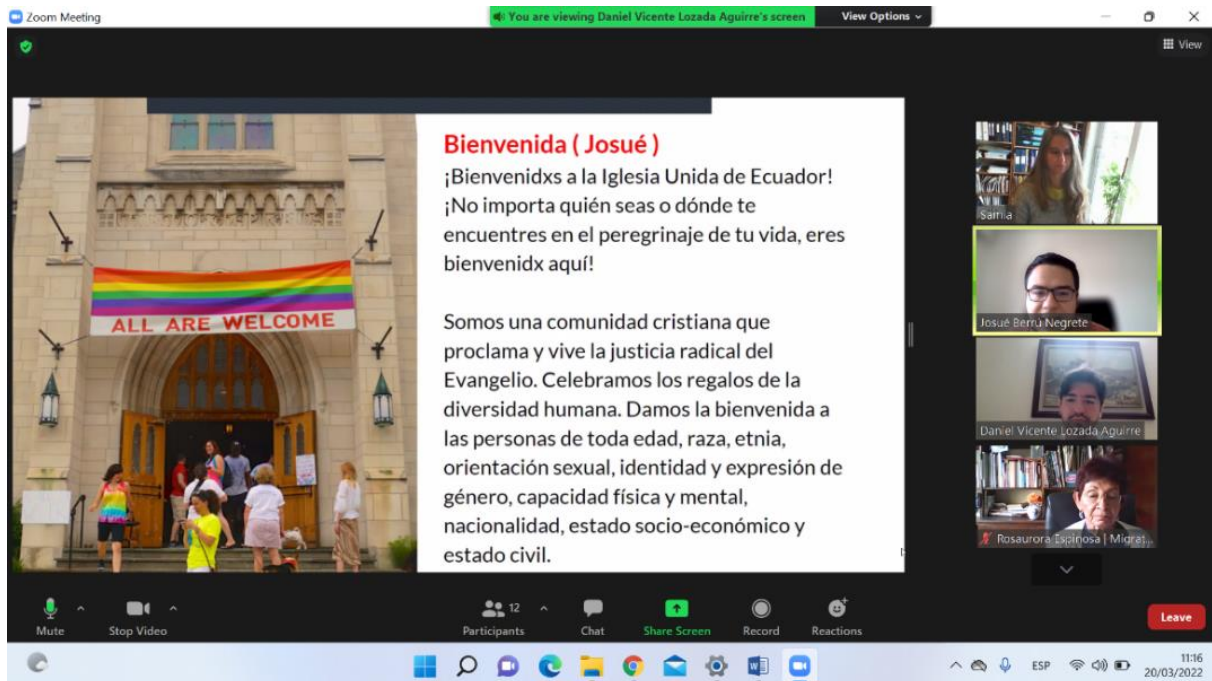 Zoom Meeting
You are viewing Daniel Vicente Lozada Aguirre's screen
View Options
View
ALL ARE WELCOME
Bienvenida ( Josué )
¡Bienvenidxs a la Iglesia Unida de Ecuador!
¡No importa quién seas o dónde te
encuentres en el peregrinaje de tu vida, eres
bienvenidx aquí!
Somos una comunidad cristiana que
proclama y vive la justicia radical del
Evangelio. Celebramos los regalos de la
diversidad humana. Damos la bienvenida a
las personas de toda edad, raza, etnia,
orientación sexual, identidad y expresión de
género, capacidad física y mental,
nacionalidad, estado socio-económico y
estado civil.
Josué Berrú Negrete
Daniel Vicente Lozada Aguirre
Rosaurora Espinosa | Migrat...
Mute
Stop Video
12
Participants
Chat
Share Screen
Record
Reactions
Leave
ESP
11:16
20/03/2022